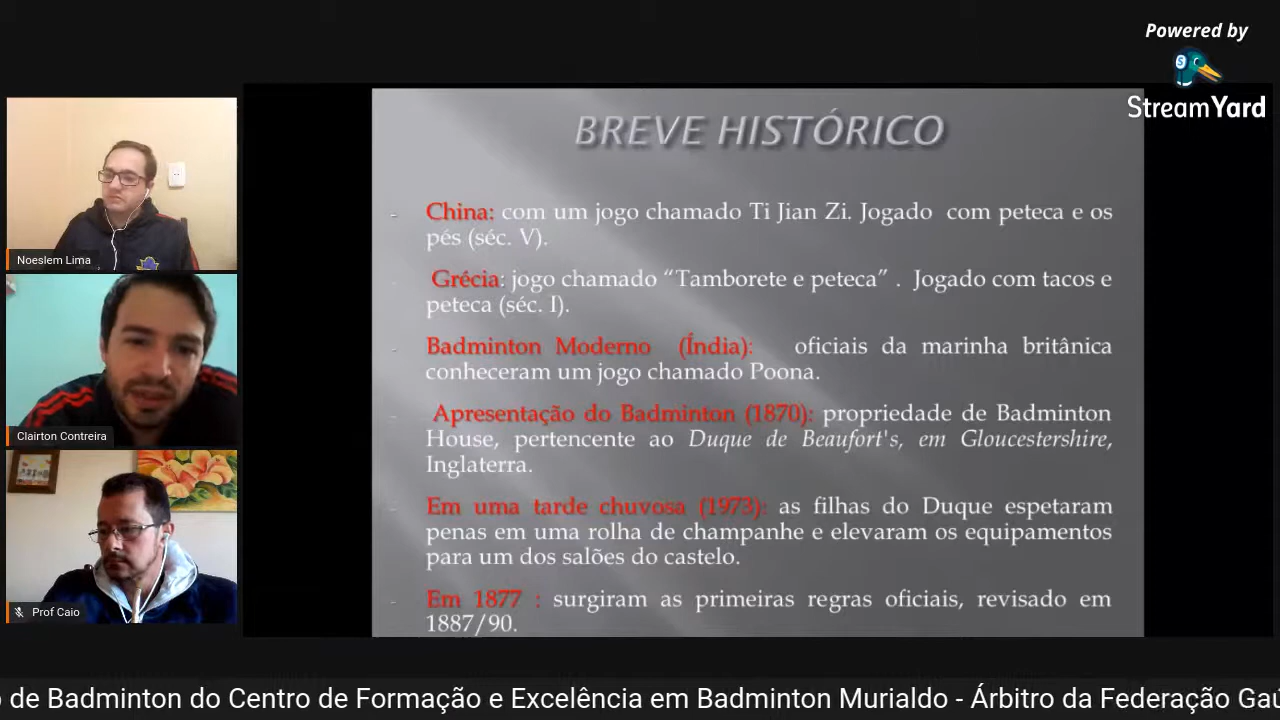 Powered by
StreamYard
BREVE HISTÓRICO
- China: com um jogo chamado Ti Jian Zi. Jogado com peteca e os
pés (séc. V).
- Grécia: jogo chamado “Tamborete e peteca” . Jogado com tacos e
peteca (séc. I).
- Badminton Moderno (Índia): oficiais da marinha britânica
conheceram um jogo chamado Poona.
- Apresentação do Badminton (1870): propriedade de Badminton
House, pertencente ao Duque de Beaufort's, em Gloucestershire,
Inglaterra.
- Em uma tarde chuvosa (1973): as filhas do Duque espetaram
penas em uma rolha de champanhe e elevaram os equipamentos
para um dos salões do castelo.
- Em 1877 : surgiram as primeiras regras oficiais, revisado em
1887/90.
Noeslem Lima
Clairton Contreira
Prof Caio
o de Badminton do Centro de Formação e Excelência em Badminton Murialdo - Árbitro da Federação Gaú